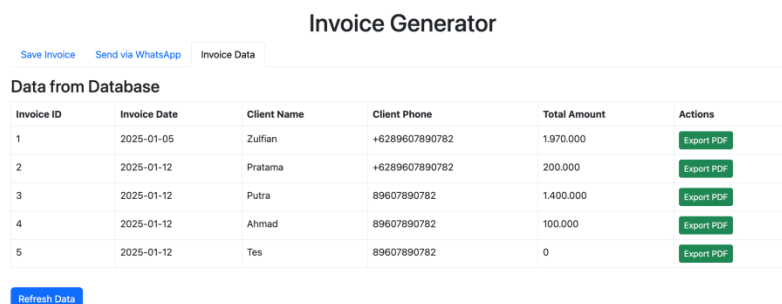 Invoice Generator
Save Invoice Send via WhatsApp Invoice Data
Data from Database
Invoice ID Invoice Date Client Name Client Phone Total Amount Actions
1 2025-01-05 Zulfian +6289607890782 1.970.000 Export PDF
2 2025-01-12 Pratama +6289607890782 200.000 Export PDF
3 2025-01-12 Putra 89607890782 1.400.000 Export PDF
4 2025-01-12 Ahmad 89607890782 100.000 Export PDF
5 2025-01-12 Tes 89607890782 0 Export PDF
Refresh Data